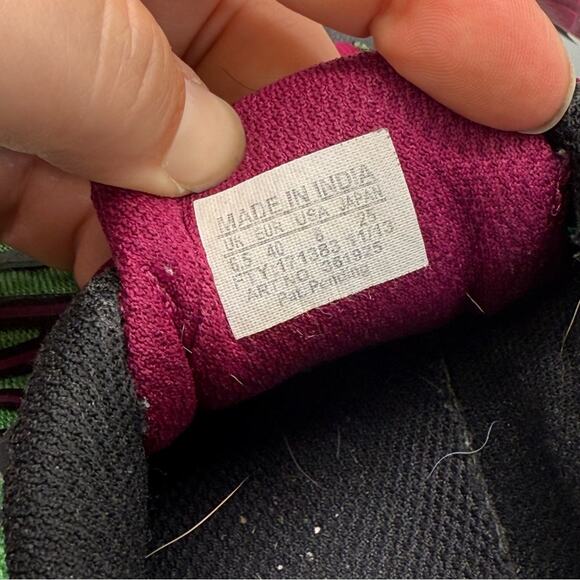 MADE IN INDIA
UK EUR USA JAPAN
6.5 40 8 25
FTY 171383 11/13
ART NO. 351925
Pat. Pending